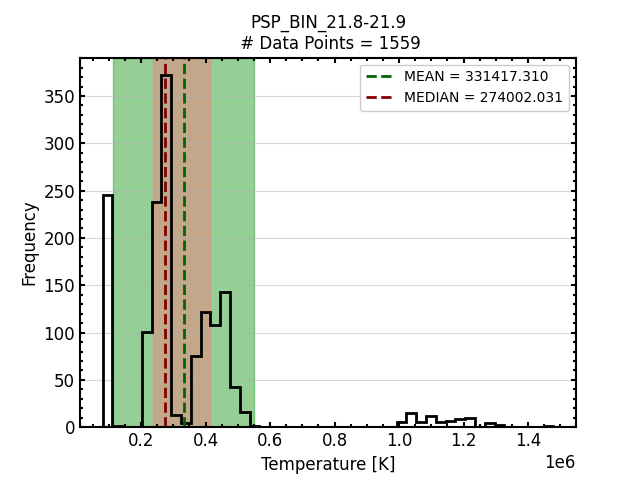 PSP_BIN_21.8-21.9
# Data Points = 1559
MEAN = 331417.310
MEDIAN = 274002.031
Frequency
350
300
250
200
150
100
50
0
0.2 0.4 0.6 0.8 1.0 1.2 1.4
1e6
Temperature [K]